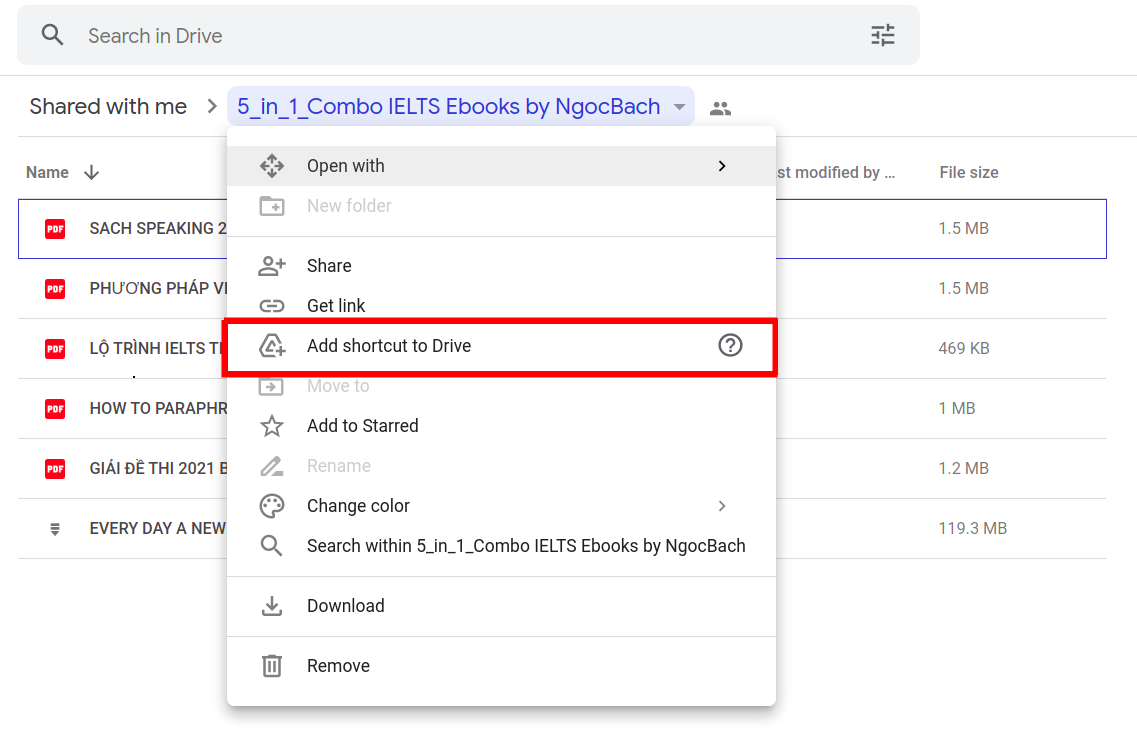 Search in Drive
Shared with me
5_in_1_Combo IELTS Ebooks by NgocBach
Name
st modified by ...
File size
Open with
New folder
Share
Get link
Add shortcut to Drive
Move to
Add to Starred
Rename
Change color
Search within 5_in_1_Combo IELTS Ebooks by NgocBach
Download
Remove
PDF SACH SPEAKING 2
1.5 MB
PDF PHƯƠNG PHÁP VI
1.5 MB
PDF LỘ TRÌNH IELTS T
469 KB
PDF HOW TO PARAPHR
1 MB
PDF GIẢI ĐỀ THI 2021 B
1.2 MB
EVERY DAY A NEW
119.3 MB